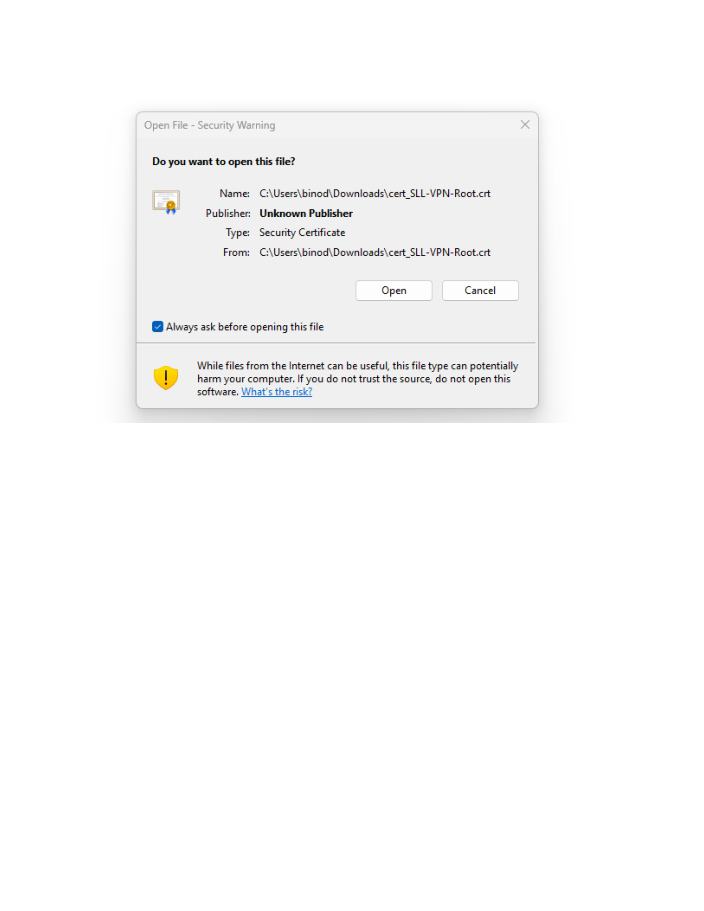 Open File - Security Warning
Do you want to open this file?
Name: C:\Users\binod\Downloads\cert_SLL-VPN-Root.crt
Publisher: Unknown Publisher
Type: Security Certificate
From: C:\Users\binod\Downloads\cert_SLL-VPN-Root.crt
Open Cancel
Always ask before opening this file
While files from the Internet can be useful, this file type can potentially
harm your computer. If you do not trust the source, do not open this
software. What's the risk?